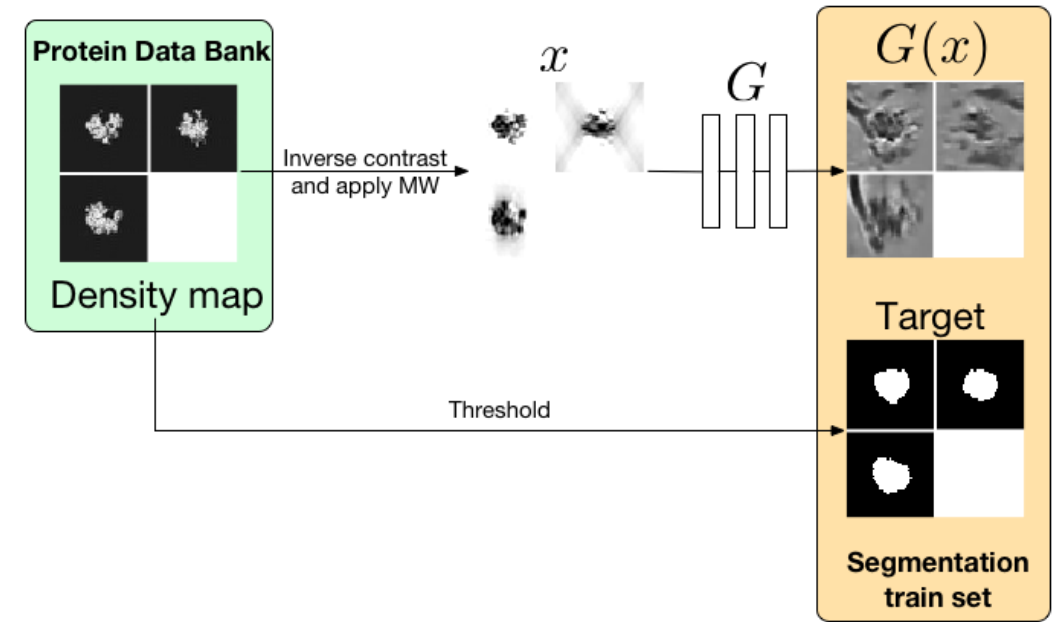 Protein Data Bank
Density map
Inverse contrast
and apply MW
x
G
G(x)
Target
Threshold
Segmentation
train set